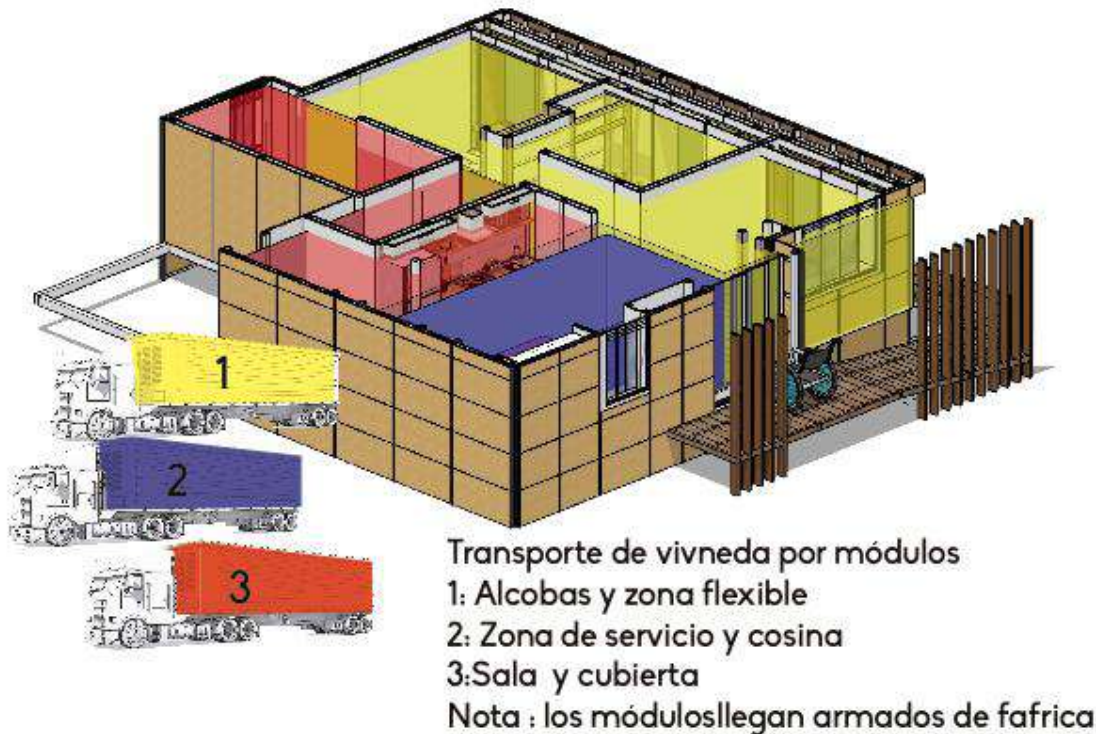 1
2
3
Transporte de vivneda por módulos
1: Alcobas y zona flexible
2: Zona de servicio y cosina
3:Sala  y cubierta
Nota : los módulosllegan armados de fafrica